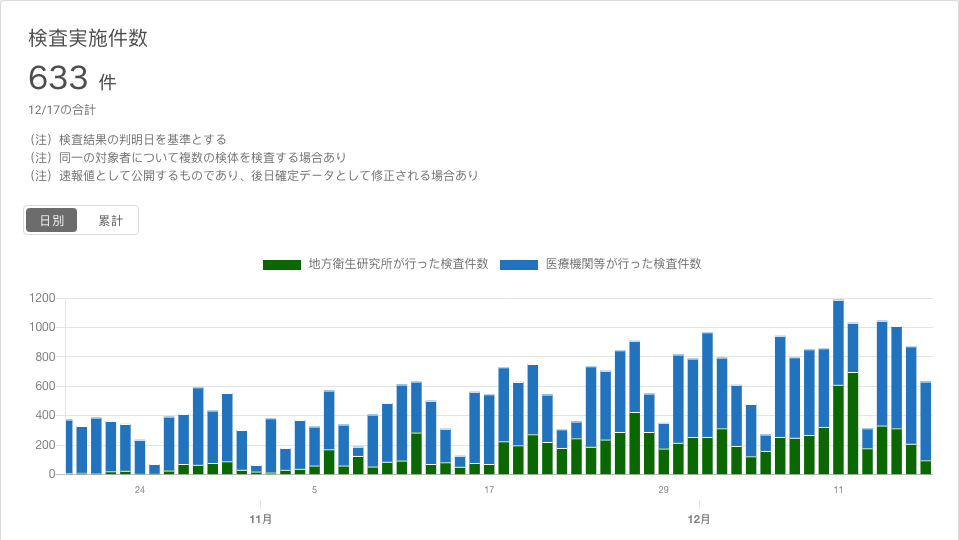 検査実施件数
633 件
12/17の合計
（注）検査結果の判明日を基準とする
（注）同一の対象者について複数の検体を検査する場合あり
（注）速報値として公開するものであり、後日確定データとして修正される場合あり
日別 累計
地方衛生研究所が行った検査件数 医療機関等が行った検査件数
1200
1000
800
600
400
200
0
24 5 17 29 11
11月 12月